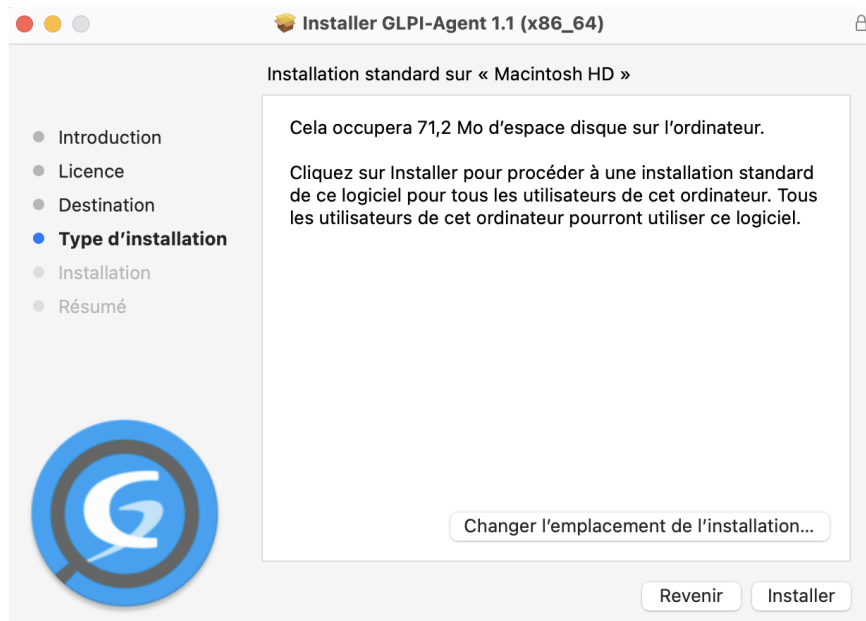 Installer GLPI-Agent 1.1 (x86_64)
Installation standard sur « Macintosh HD »
Introduction
Licence
Destination
Type d’installation
Installation
Résumé
Cela occupera 71,2 Mo d’espace disque sur l’ordinateur.
Cliquez sur Installer pour procéder à une installation standard
de ce logiciel pour tous les utilisateurs de cet ordinateur. Tous
les utilisateurs de cet ordinateur pourront utiliser ce logiciel.
Changer l’emplacement de l’installation...
Revenir
Installer